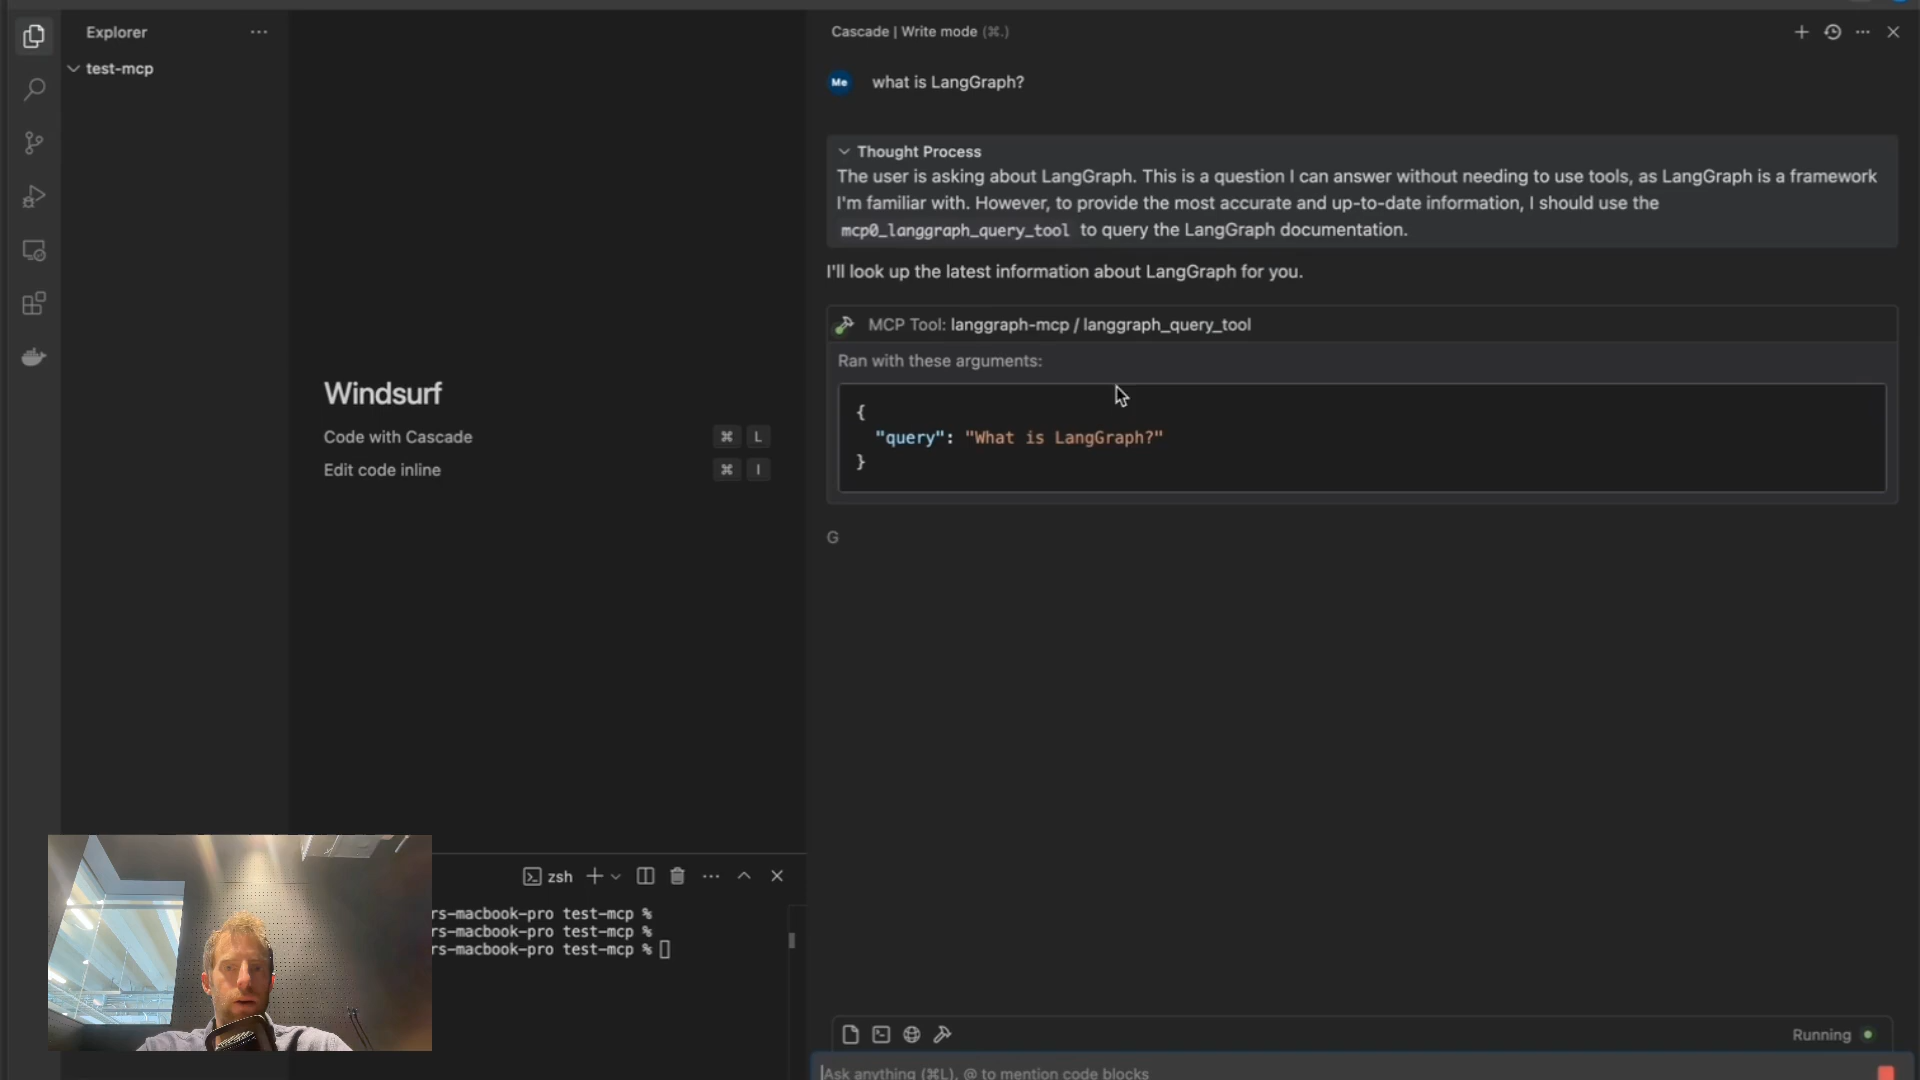 Explorer
test-mcp
Windsurf
Code with Cascade ⌘ L
Edit code inline ⌘ I
zsh
rs-macbook-pro test-mcp %
rs-macbook-pro test-mcp %
rs-macbook-pro test-mcp %
Cascade | Write mode (⌘.)
Me what is LangGraph?
Thought Process
The user is asking about LangGraph. This is a question I can answer without needing to use tools, as LangGraph is a framework
I'm familiar with. However, to provide the most accurate and up-to-date information, I should use the
mcp0_langgraph_query_tool to query the LangGraph documentation.
I'll look up the latest information about LangGraph for you.
MCP Tool: langgraph-mcp / langgraph_query_tool
Ran with these arguments:
{
"query": "What is LangGraph?"
}
G
Running
Ask anything (⌘L), @ to mention code blocks